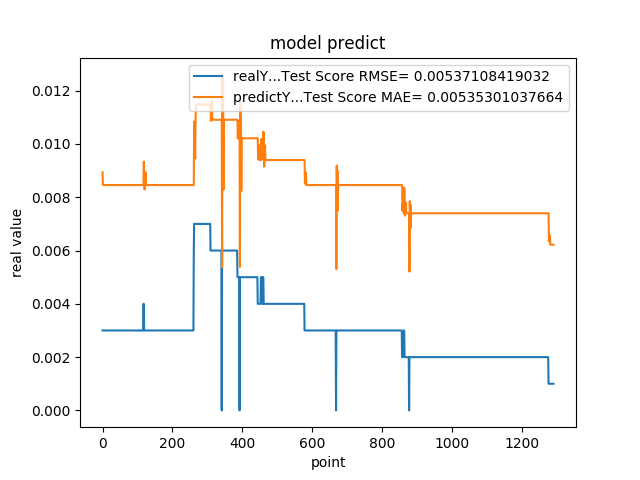 model predict
realY...Test Score RMSE= 0.00537108419032
predictY...Test Score MAE= 0.00535301037664
0.012
0.010
0.008
0.006
0.004
0.002
0.000
real value
0 200 400 600 800 1000 1200
point